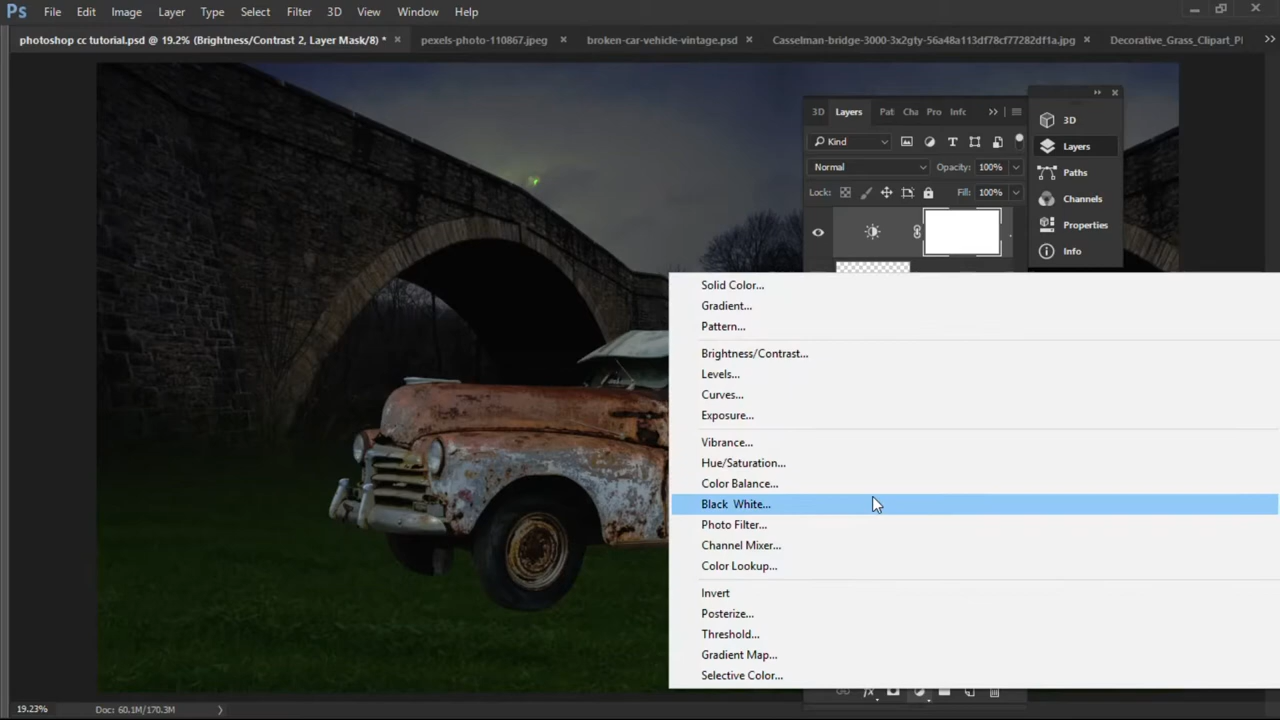 Ps File Edit Image Layer Type Select Filter 3D View Window Help
photoshop cc tutorial.psd @ 19.2% (Brightness/Contrast 2, Layer Mask/8) * × pexels-photo-110867.jpeg × broken-car-vehicle-vintage.psd × Casselman-bridge-3000-3x2gty-56a48a113df78cf77282df1a.jpg × Decorative_Grass_Clipart_P
3D Layers Pat Cha Pro Info
Kind
Normal Opacity: 100%
Lock: Fill: 100%
3D
Layers
Paths
Channels
Properties
Info
Solid Color...
Gradient...
Pattern...
Brightness/Contrast...
Levels...
Curves...
Exposure...
Vibrance...
Hue/Saturation...
Color Balance...
Black White...
Photo Filter...
Channel Mixer...
Color Lookup...
Invert
Posterize...
Threshold...
Gradient Map...
Selective Color...
fx
19.23% Doc: 60.1M/170.3M